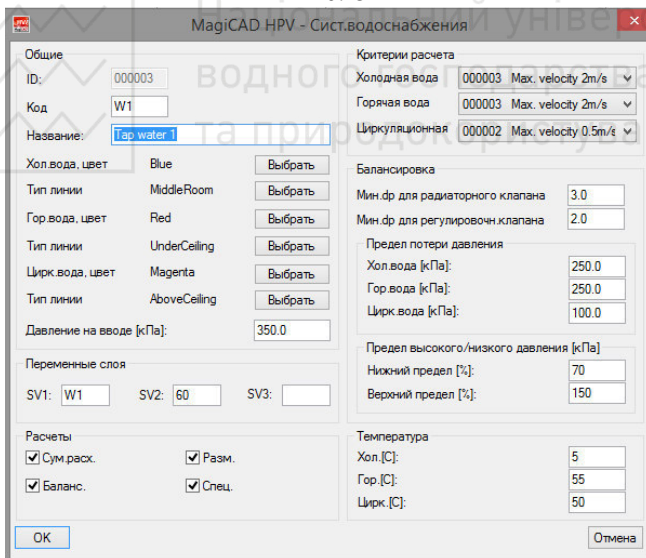 MagiCAD HPV - Сист.водоснабжения
Національний універ
водного господарства
та природокористува
Общие
ID: 000003
Код W1
Название: Tap water 1
Хол.вода, цвет Blue Выбрать
Тип линии MiddleRoom Выбрать
Гор.вода, цвет Red Выбрать
Тип линии UnderCeiling Выбрать
Цирк.вода, цвет Magenta Выбрать
Тип линии AboveCeiling Выбрать
Давление на вводе [кПа]: 350.0
Переменные слоя
SV1: W1 SV2: 60 SV3:
Расчеты
Сум.расх. Разм.
Баланс. Спец.
OK
Критерии расчета
Холодная вода 000003 Max. velocity 2m/s
Горячая вода 000003 Max. velocity 2m/s
Циркуляционная 000002 Max. velocity 0.5m/s
Балансировка
Мин.dp для радиаторного клапана 3.0
Мин.dp для регулировочн.клапана 2.0
Предел потери давления
Хол.вода [кПа]: 250.0
Гор.вода [кПа]: 250.0
Цирк.вода [кПа]: 100.0
Предел высокого/низкого давления [кПа]
Нижний предел [%]: 70
Верхний предел [%]: 150
Температура
Хол.[C]: 5
Гор.[C]: 55
Цирк.[C]: 50
Отмена